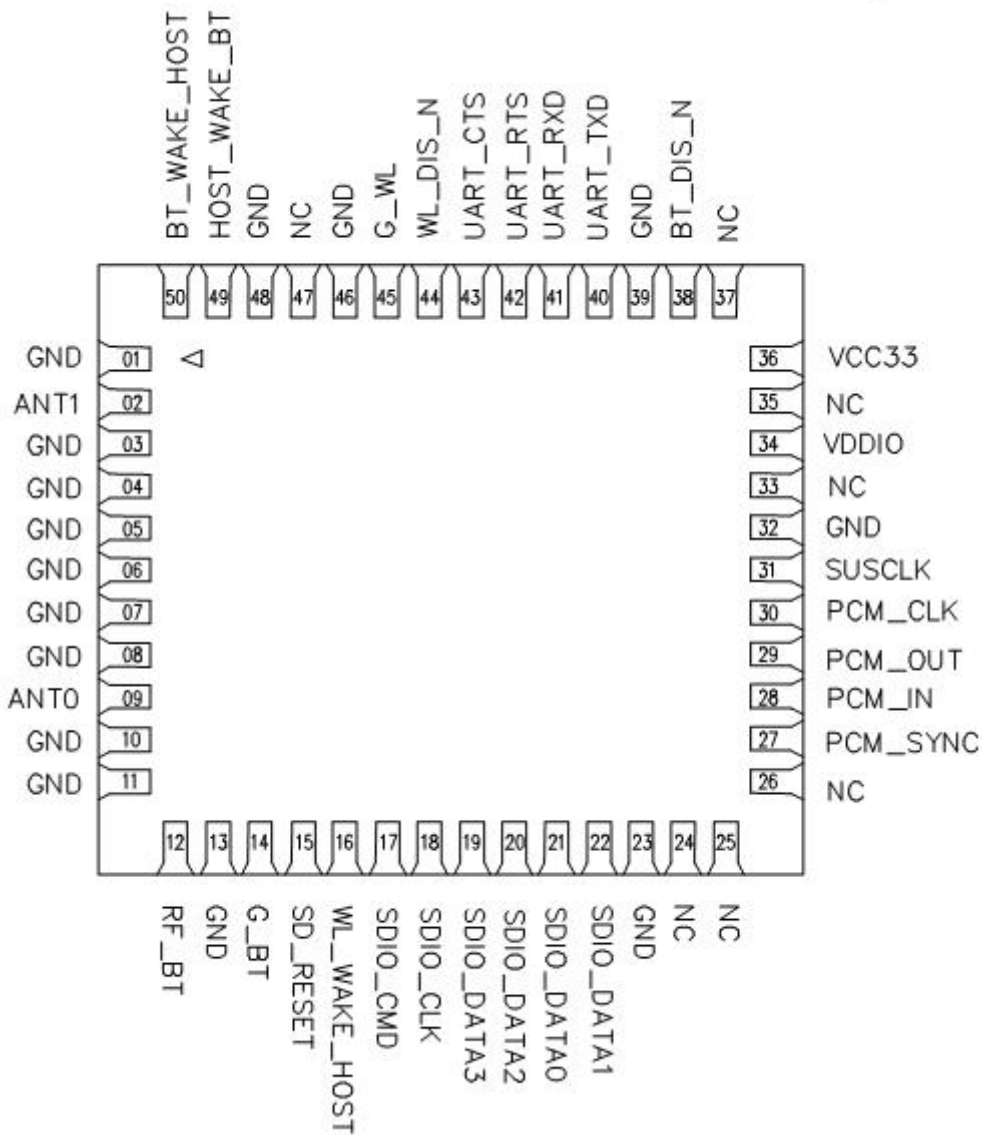 BT_WAKE_HOST
HOST_WAKE_BT
GND
NC
GND
G_WL
WL_DIS_N
UART_CTS
UART_RTS
UART_RXD
UART_TXD
GND
BT_DIS_N
NC
50 49 48 47 46 45 44 43 42 41 40 39 38 37
GND 01 36 VCC33
ANT1 02 35 NC
GND 03 34 VDDIO
GND 04 33 NC
GND 05 32 GND
GND 06 31 SUSCLK
GND 07 30 PCM_CLK
GND 08 29 PCM_OUT
ANT0 09 28 PCM_IN
GND 10 27 PCM_SYNC
GND 11 26 NC
12 13 14 15 16 17 18 19 20 21 22 23 24 25
RF_BT
GND
G_BT
SD_RESET
WL_WAKE_HOST
SDIO_CMD
SDIO_CLK
SDIO_DATA3
SDIO_DATA2
SDIO_DATA0
SDIO_DATA1
GND
NC
NC